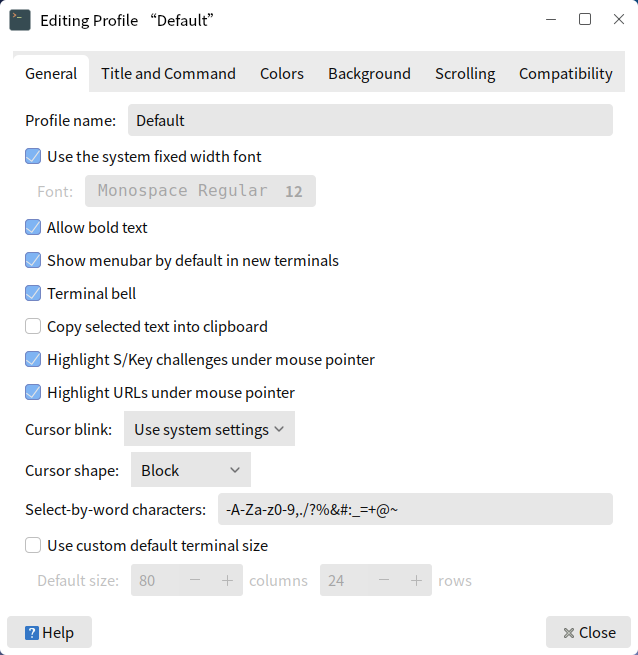 Editing Profile “Default”
General Title and Command Colors Background Scrolling Compatibility
Profile name: Default
Use the system fixed width font
Font: Monospace Regular 12
Allow bold text
Show menubar by default in new terminals
Terminal bell
Copy selected text into clipboard
Highlight S/Key challenges under mouse pointer
Highlight URLs under mouse pointer
Cursor blink: Use system settings
Cursor shape: Block
Select-by-word characters: -A-Za-z0-9,./?%&#:_=+@~
Use custom default terminal size
Default size: 80 − + columns 24 − + rows
Help Close